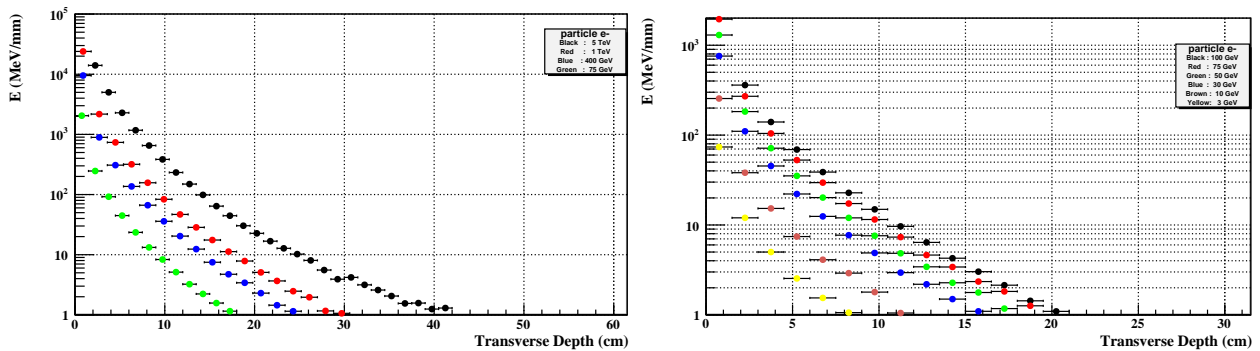 E (MeV/mm)
10^5
10^4
10^3
10^2
10
1
particle e-
Black : 5 TeV
Red : 1 TeV
Blue : 400 GeV
Green : 75 GeV
0 10 20 30 40 50 60
Transverse Depth (cm)
E (MeV/mm)
10^3
10^2
10
1
particle e-
Black : 100 GeV
Red : 75 GeV
Green : 50 GeV
Blue : 30 GeV
Brown : 10 GeV
Yellow: 3 GeV
0 5 10 15 20 25 30
Transverse Depth (cm)